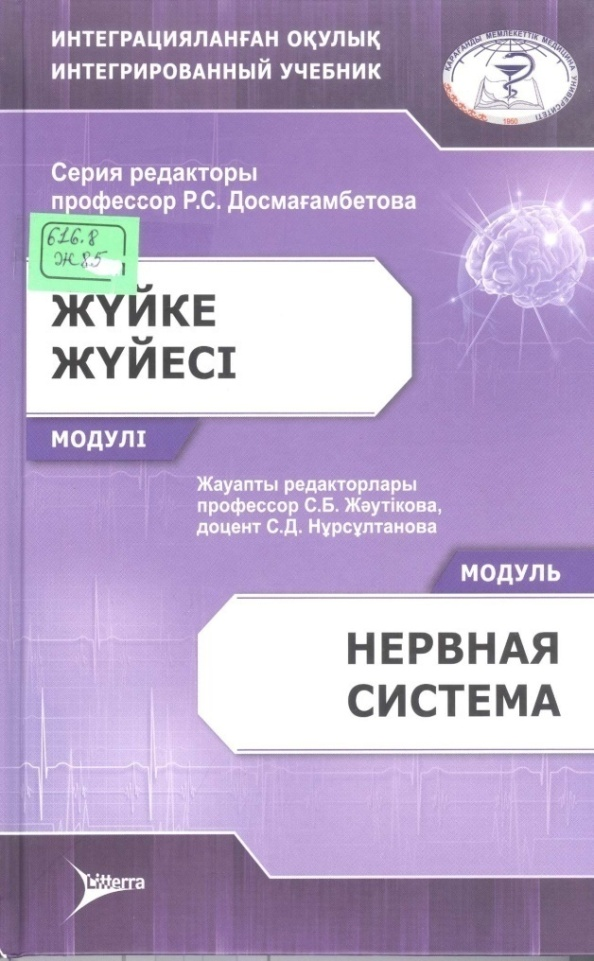 ИНТЕГРАЦИЯЛАНҒАН ОҚУЛЫҚ
ИНТЕГРИРОВАННЫЙ УЧЕБНИК
ҚАРАҒАНДЫ МЕМЛЕКЕТТІК МЕДИЦИНА УНИВЕРСИТЕТІ
1950
Серия редакторы
профессор Р.С. Досмағамбетова
616.8
Ж 85
ЖҮЙКЕ
ЖҮЙЕСІ
МОДУЛІ
Жауапты редакторлары
профессор С.Б. Жәутікова,
доцент С.Д. Нұрсұлтанова
МОДУЛЬ
НЕРВНАЯ
СИСТЕМА
Litterra